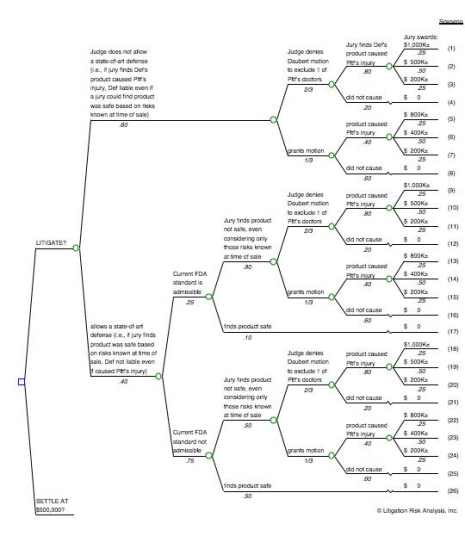 Scenario
Jury awards:
Judge does not allow
a state-of-art defense
(i.e., if jury finds Def's
product caused Pltf's
injury, Def liable even if
a jury could find product
was safe based on risks
known at time of sale)
.60
Judge denies
Daubert motion
to exclude 1 of
Pltf's doctors
2/3
Jury finds Def's
product caused
Pltf's injury
.80
$1,000Ks
.25
(1)
$ 500Ks
.50
(2)
$ 200Ks
.25
(3)
did not cause
.20
$ 0
(4)
grants motion
1/3
product caused
Pltf's injury
.40
$ 800Ks
.25
(5)
$ 400Ks
.50
(6)
$ 200Ks
.25
(7)
did not cause
.60
$ 0
(8)
LITIGATE?
allows a state-of-art
defense (i.e., if jury finds
product was safe based
on risks known at time of
sale, Def not liable even
if caused Pltf's injury)
.40
Current FDA
standard is
admissible
.25
Jury finds product
not safe, even
considering only
those risks known
at time of sale
.90
Judge denies
Daubert motion
to exclude 1 of
Pltf's doctors
2/3
product caused
Pltf's injury
.80
$1,000Ks
.25
(9)
$ 500Ks
.50
(10)
$ 200Ks
.25
(11)
did not cause
.20
$ 0
(12)
grants motion
1/3
product caused
Pltf's injury
.40
$ 800Ks
.25
(13)
$ 400Ks
.50
(14)
$ 200Ks
.25
(15)
did not cause
.60
$ 0
(16)
finds product safe
.10
$ 0
(17)
Current FDA
standard not
admissible
.75
Jury finds product
not safe, even
considering only
those risks known
at time of sale
.50
Judge denies
Daubert motion
to exclude 1 of
Pltf's doctors
2/3
product caused
Pltf's injury
.80
$1,000Ks
.25
(18)
$ 500Ks
.50
(19)
$ 200Ks
.25
(20)
did not cause
.20
$ 0
(21)
grants motion
1/3
product caused
Pltf's injury
.40
$ 800Ks
.25
(22)
$ 400Ks
.50
(23)
$ 200Ks
.25
(24)
did not cause
.60
$ 0
(25)
finds product safe
.50
$ 0
(26)
SETTLE AT
$500,000?
© Litigation Risk Analysis, Inc.